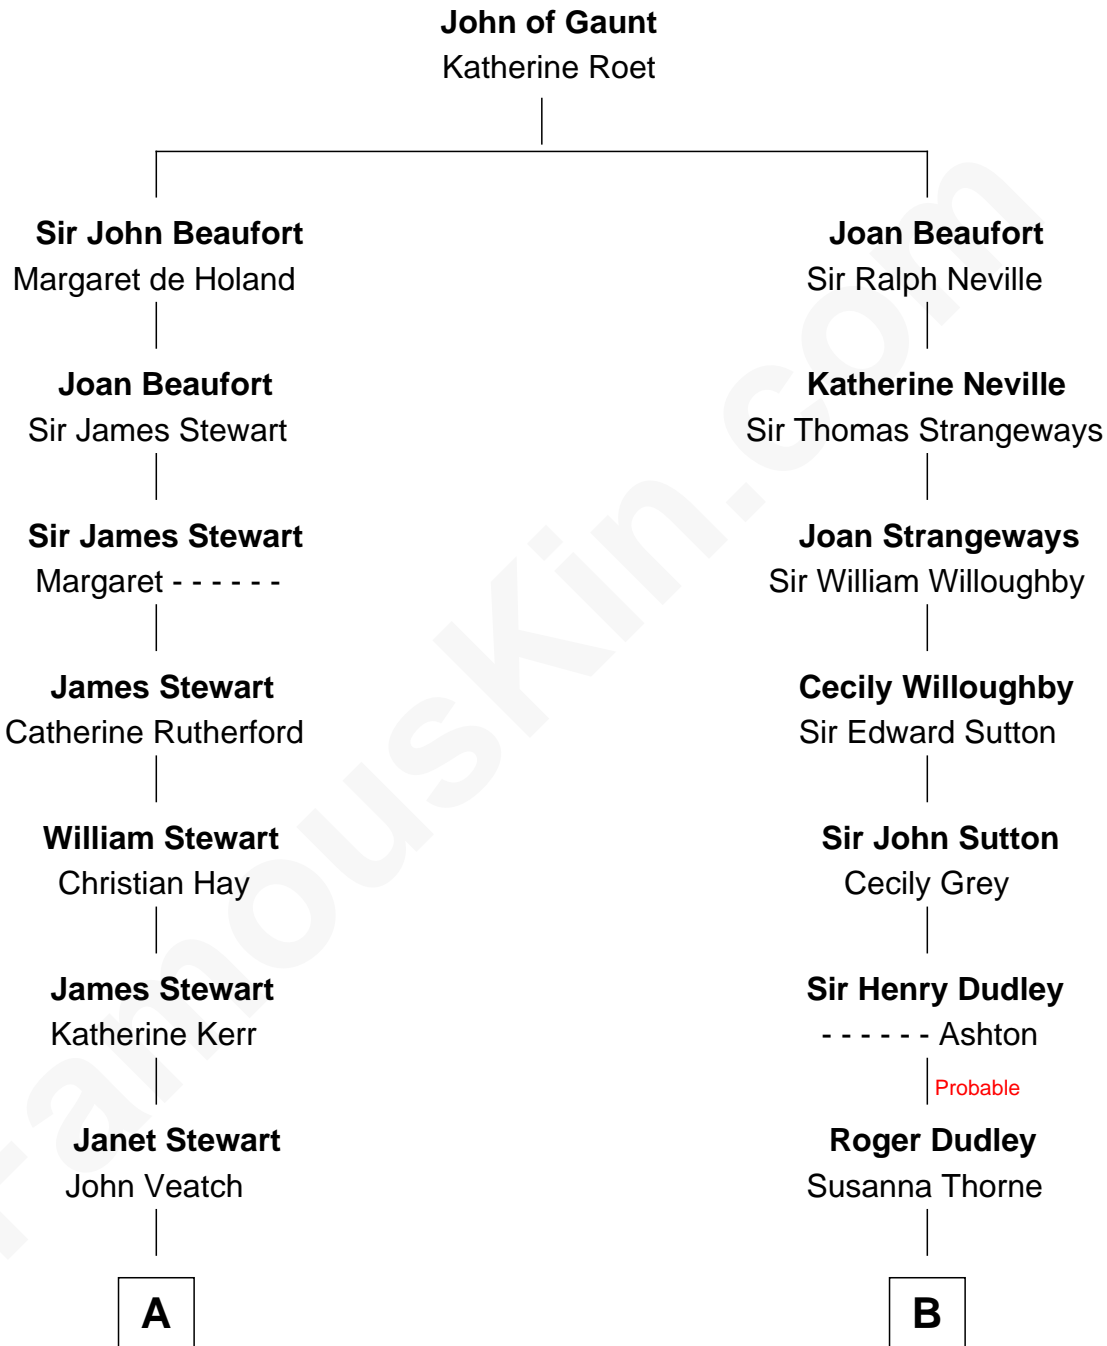 John of Gaunt
Katherine Roet
Sir John Beaufort
Margaret de Holand
Joan Beaufort
Sir James Stewart
Sir James Stewart
Margaret - - - - - -
James Stewart
Catherine Rutherford
William Stewart
Christian Hay
James Stewart
Katherine Kerr
Janet Stewart
John Veatch
A
Joan Beaufort
Sir Ralph Neville
Katherine Neville
Sir Thomas Strangeways
Joan Strangeways
Sir William Willoughby
Cecily Willoughby
Sir Edward Sutton
Sir John Sutton
Cecily Grey
Sir Henry Dudley
- - - - - - Ashton
Probable
Roger Dudley
Susanna Thorne
B
FamousKin.com